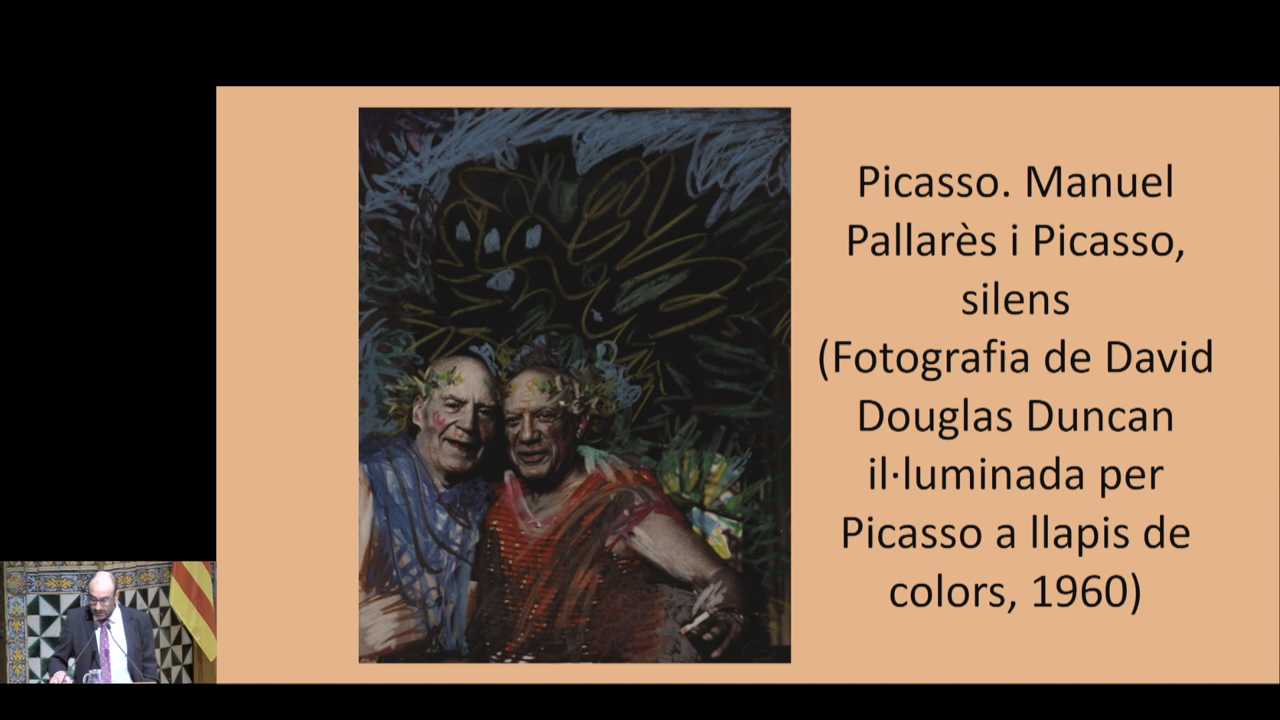 Picasso. Manuel
Pallarès i Picasso,
silens
(Fotografia de David
Douglas Duncan
il·luminada per
Picasso a llapis de
colors, 1960)